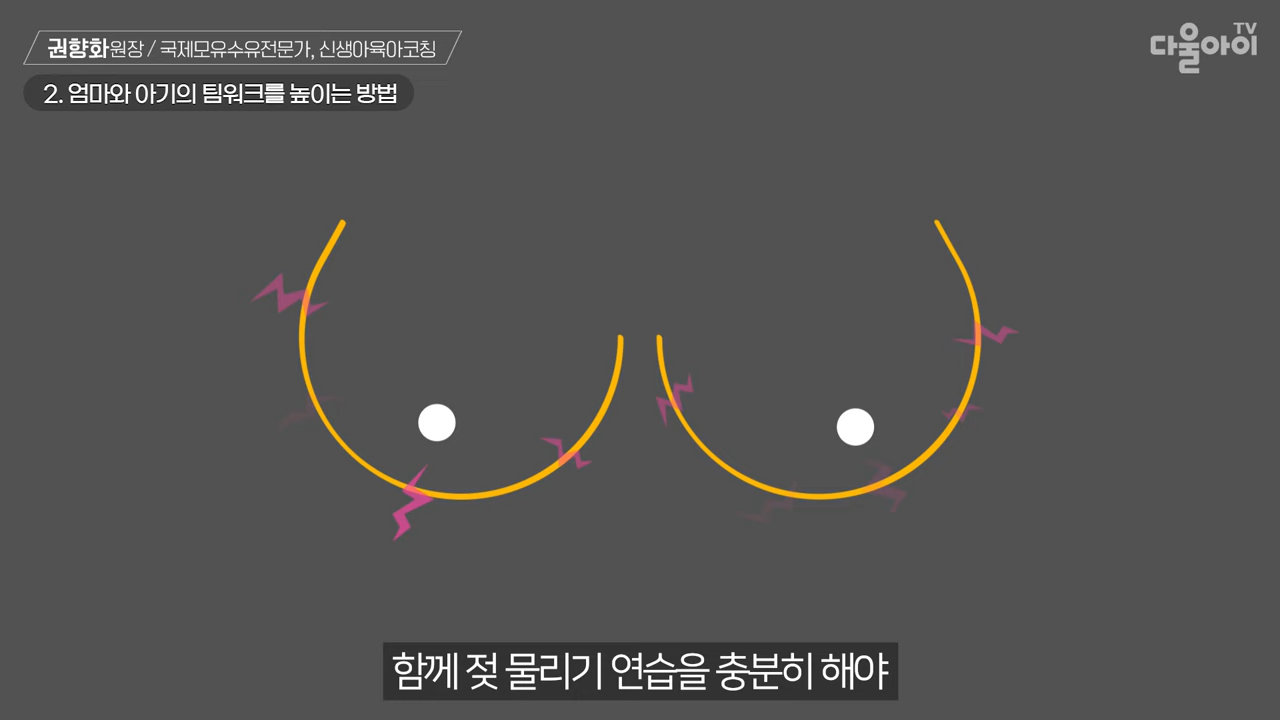 권향화원장 / 국제모유수유전문가, 신생아육아코칭
2. 엄마와 아기의 팀워크를 높이는 방법
다울아이 TV
함께 젖 물리기 연습을 충분히 해야